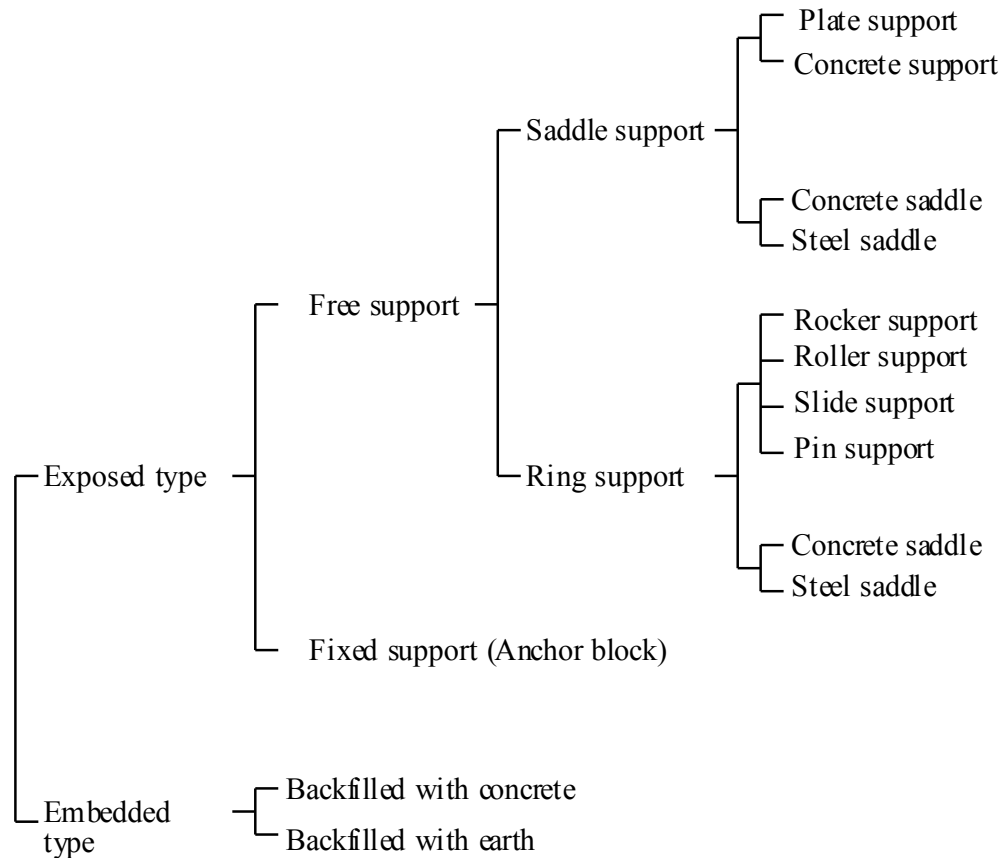 Plate support
Concrete support
Saddle support
Concrete saddle
Steel saddle
Free support
Rocker support
Roller support
Slide support
Pin support
Exposed type
Ring support
Concrete saddle
Steel saddle
Fixed support (Anchor block)
Backfilled with concrete
Embedded
type
Backfilled with earth